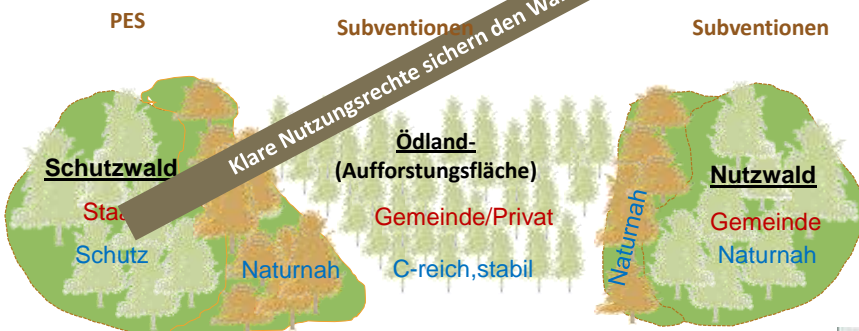 PES
Subventionen
Subventionen
Klare Nutzungsrechte sichern den
Schutzwald
Schutz
Naturnah
Ödland-
(Aufforstungsfläche)
Gemeinde/Privat
C-reich,stabil
Naturnah
Nutzwald
Gemeinde
Naturnah